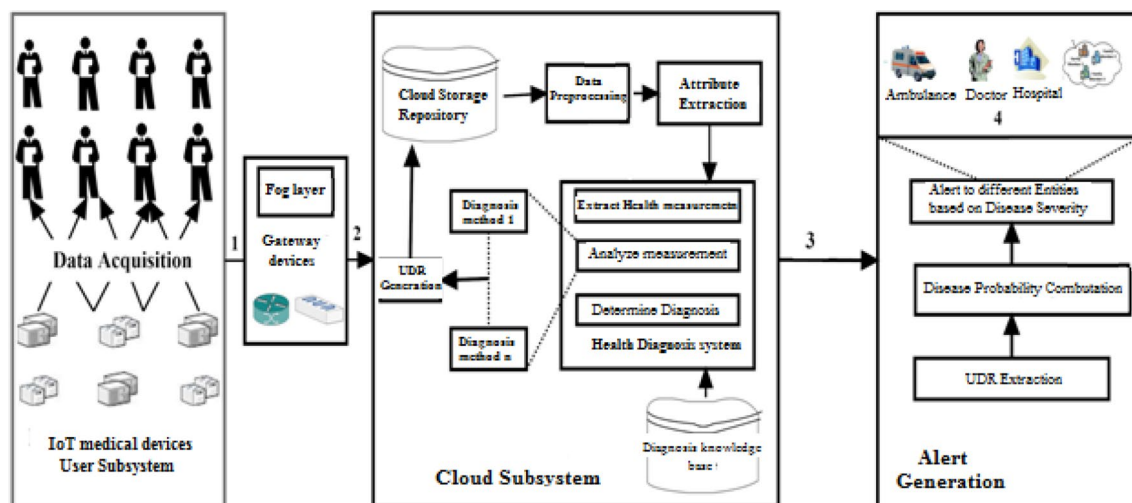 Data Acquisition
IoT medical devices
User Subsystem
1
Fog layer
Gateway
devices
2
Cloud Storage
Repository
Data
Preprocessing
Attribute
Extraction
Diagnosis
method 1
UDR
Generation
Diagnosis
method n
Extract Health
Analyze measurement
Determine Diagnosis
Health Diagnosis system
Diagnosis knowledge
base
Cloud Subsystem
3
Ambulance
Doctor
Hospital
4
Alert to different Entities
based on Disease Severity
Disease Probability
UDR Extraction
Alert
Generation